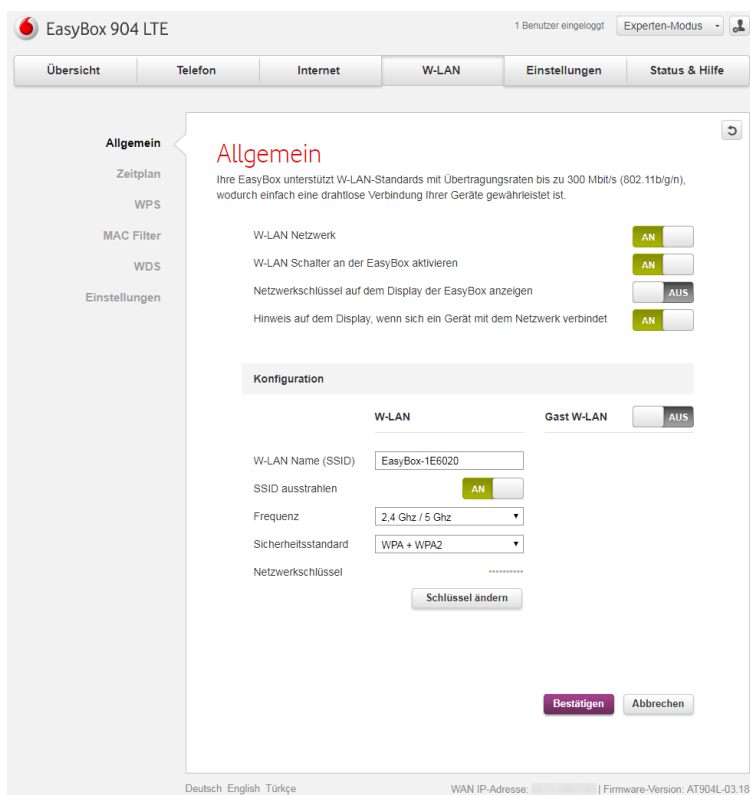 EasyBox 904 LTE
1 Benutzer eingeloggt
Experten-Modus
Übersicht
Telefon
Internet
W-LAN
Einstellungen
Status & Hilfe
Allgemein
Zeitplan
WPS
MAC Filter
WDS
Einstellungen
Allgemein
Ihre EasyBox unterstützt W-LAN-Standards mit Übertragungsraten bis zu 300 Mbit/s (802.11b/g/n),
wodurch einfach eine drahtlose Verbindung Ihrer Geräte gewährleistet ist.
W-LAN Netzwerk AN
W-LAN Schalter an der EasyBox aktivieren AN
Netzwerkschlüssel auf dem Display der EasyBox anzeigen AUS
Hinweis auf dem Display, wenn sich ein Gerät mit dem Netzwerk verbindet AN
Konfiguration
W-LAN Gast W-LAN AUS
W-LAN Name (SSID) EasyBox-1E6020
SSID ausstrahlen AN
Frequenz 2,4 Ghz / 5 Ghz
Sicherheitsstandard WPA + WPA2
Netzwerkschlüssel ••••••••••
Schlüssel ändern
Bestätigen Abbrechen
Deutsch English Türkçe
WAN IP-Adresse: | Firmware-Version: AT904L-03.18